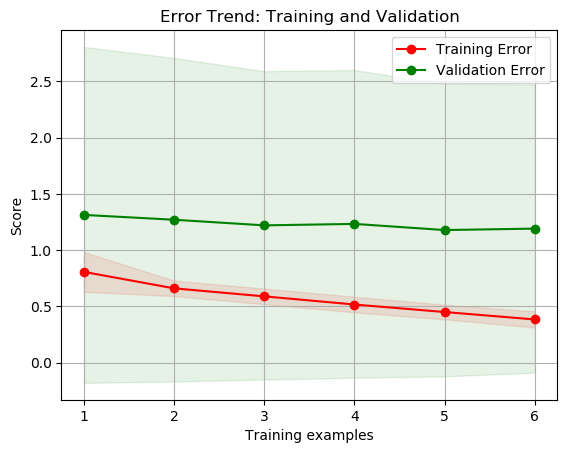 Error Trend: Training and Validation
Training Error
Validation Error
2.5
2.0
1.5
1.0
0.5
0.0
Score
1 2 3 4 5 6
Training examples